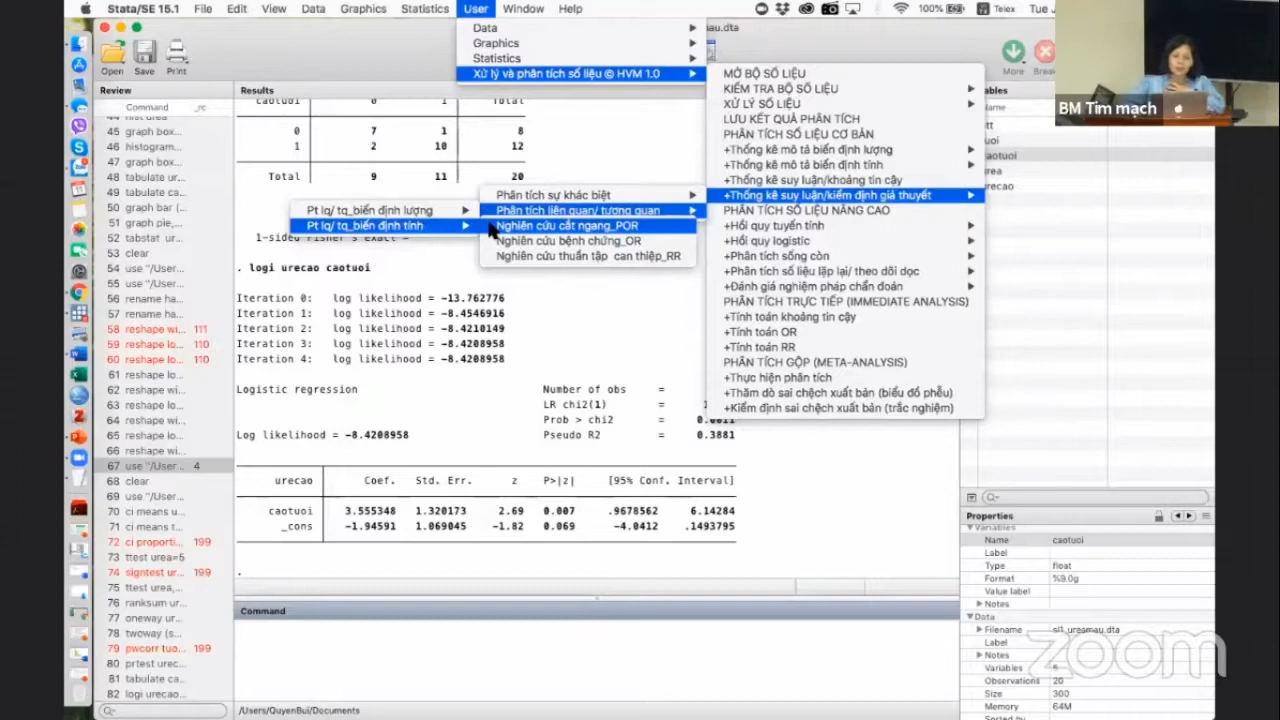 Stata/SE 15.1 File Edit View Data Graphics Statistics User Window Help
100% Telex Tue
Open Save Print
More Break
Data
Graphics
Statistics
Xử lý và phân tích số liệu © HVM 1.0
MỞ BỘ SỐ LIỆU
KIỂM TRA BỘ SỐ LIỆU
XỬ LÝ SỐ LIỆU
LƯU KẾT QUẢ PHÂN TÍCH
PHÂN TÍCH SỐ LIỆU CƠ BẢN
+Thống kê mô tả biến định lượng
+Thống kê mô tả biến định tính
+Thống kê suy luận/khoảng tin cậy
+Thống kê suy luận/kiểm định giả thuyết
PHÂN TÍCH SỐ LIỆU NÂNG CAO
+Hồi quy tuyến tính
+Hồi quy logistic
+Phân tích sống còn
+Phân tích số liệu lặp lại/ theo dõi dọc
+Đánh giá nghiệm pháp chẩn đoán
PHÂN TÍCH TRỰC TIẾP (IMMEDIATE ANALYSIS)
+Tính toán khoảng tin cậy
+Tính toán OR
+Tính toán RR
PHÂN TÍCH GỘP (META-ANALYSIS)
+Thực hiện phân tích
+Thăm dò sai chệch xuất bản (biểu đồ phễu)
+Kiểm định sai chệch xuất bản (trắc nghiệm)
Phân tích sự khác biệt
Phân tích liên quan/ tương quan
Nghiên cứu cắt ngang_POR
Nghiên cứu bệnh chứng_OR
Nghiên cứu thuần tập can thiệp_RR
Pt lq/ tq_biến định lượng
Pt lq/ tq_biến định tính
BM Tim mạch
Review
Command _rc
45 graph box...
46 histogram...
47 graph box...
48 tabulate ur...
49 tabulate ca...
50 graph bar (...
51 graph pie,...
52 tabstat ur...
53 clear
54 use "/User...
55 use "/User...
56 rename ha...
57 rename ha...
58 reshape wi... 111
59 reshape lo... 110
60 reshape lo... 110
62 reshape wi...
63 reshape lo...
64 reshape wi...
65 reshape lo...
66 reshape wi...
67 use "/User... 4
68 clear
69 use "/User...
70 ci means u...
71 ci means t...
72 ci proporti... 199
73 ttest urea=6
74 signtest ur... 199
75 ttest urea,...
76 ranksum ur...
77 oneway ur...
78 twoway (s...
79 pwcorr tuo... 199
80 prtest urec...
81 tabulate ca...
82 logi urecao...
Results
caotuoi 0 1 Total
0 7 1 8
1 2 10 12
Total 9 11 20
1-sided Fisher's exact =
. logi urecao caotuoi
Iteration 0: log likelihood = -13.762776
Iteration 1: log likelihood = -8.4546916
Iteration 2: log likelihood = -8.4210149
Iteration 3: log likelihood = -8.4208958
Iteration 4: log likelihood = -8.4208958
Logistic regression Number of obs =
LR chi2(1) =
Prob > chi2 = 0.0011
Log likelihood = -8.4208958 Pseudo R2 = 0.3881
urecao Coef. Std. Err. z P>|z| [95% Conf. Interval]
caotuoi 3.555348 1.320173 2.69 0.007 .9678562 6.14284
_cons -1.94591 1.069045 -1.82 0.069 -4.0412 .1493795
.
Command
/Users/QuyenBui/Documents
Properties
Variables
Name caotuoi
Label
Type float
Format %9.0g
Value label
Notes
Data
Filename sl1_ureamau.dta
Label
Notes
Variables 5
Observations 20
Size 300
Memory 64M
Sorted by
zoom